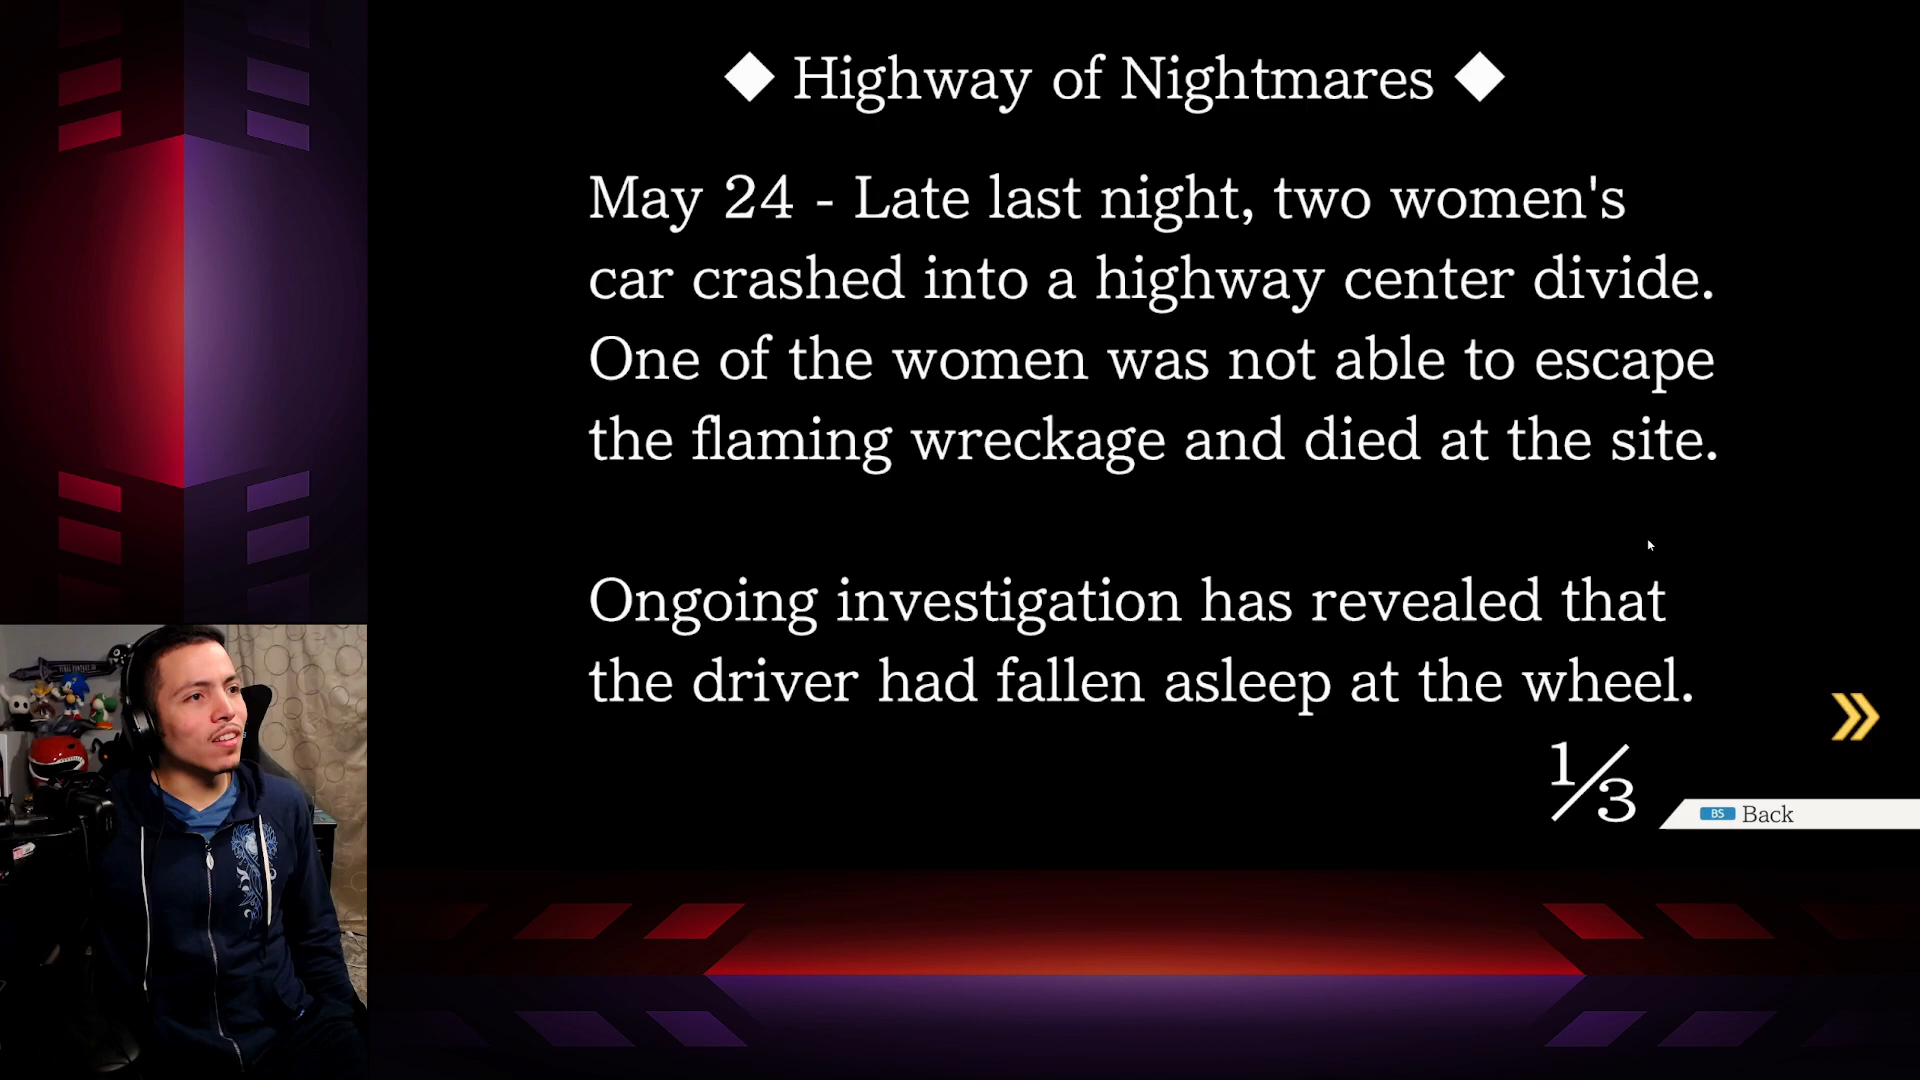 ◆ Highway of Nightmares ◆
May 24 - Late last night, two women's
car crashed into a highway center divide.
One of the women was not able to escape
the flaming wreckage and died at the site.
Ongoing investigation has revealed that
the driver had fallen asleep at the wheel.
1/3
BS Back